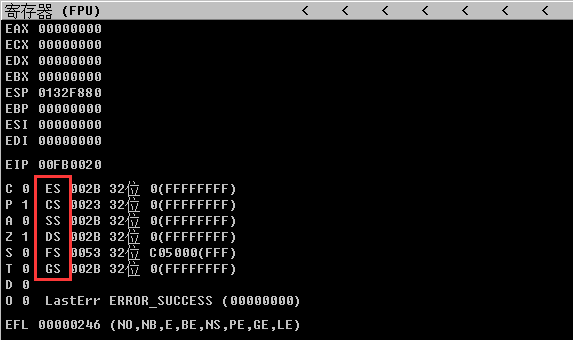 寄存器 (FPU) < < < < < < <
EAX 00000000
ECX 00000000
EDX 00000000
EBX 00000000
ESP 0132F880
EBP 00000000
ESI 00000000
EDI 00000000
EIP 00FB0020
C 0 ES 002B 32位 0(FFFFFFFF)
P 1 CS 0023 32位 0(FFFFFFFF)
A 0 SS 002B 32位 0(FFFFFFFF)
Z 1 DS 002B 32位 0(FFFFFFFF)
S 0 FS 0053 32位 C05000(FFF)
T 0 GS 002B 32位 0(FFFFFFFF)
D 0
O 0 LastErr ERROR_SUCCESS (00000000)
EFL 00000246 (NO,NB,E,BE,NS,PE,GE,LE)